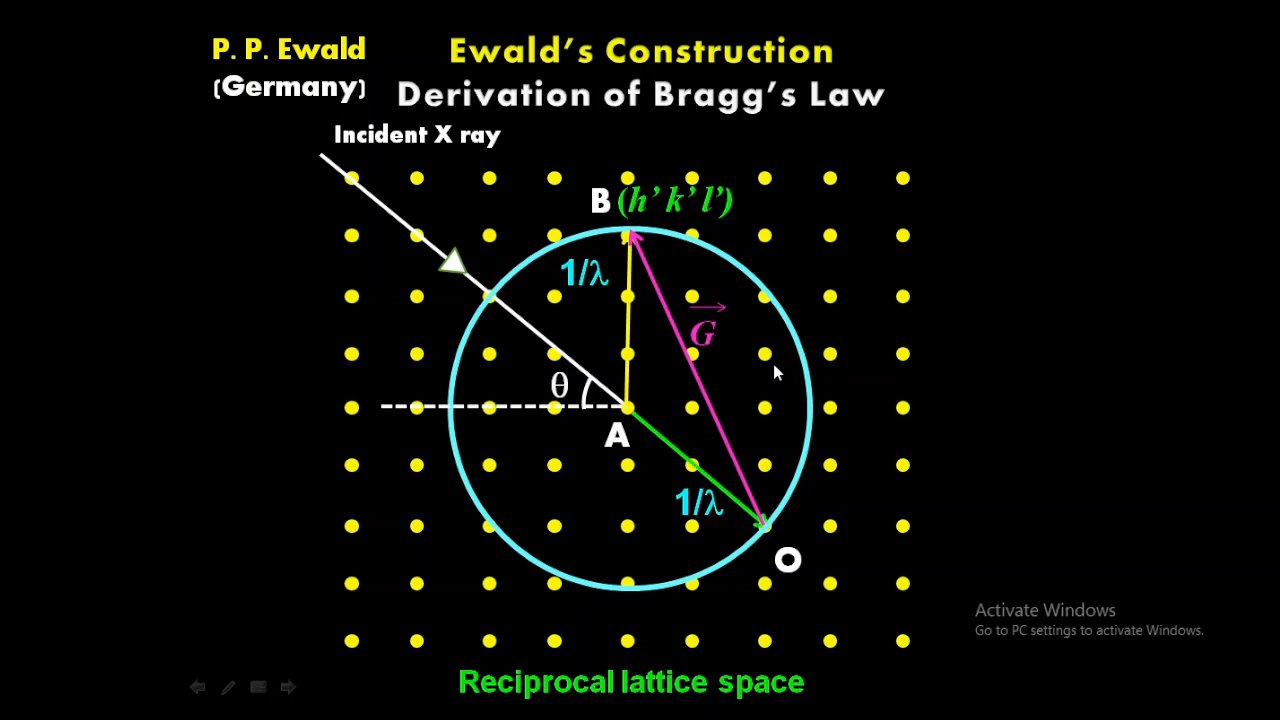 P. P. Ewald
(Germany)
Ewald's Construction
Derivation of Bragg's Law
Incident X ray
B (h' k' l')
1/λ
G
θ
A
1/λ
O
Activate Windows
Go to PC settings to activate Windows.
Reciprocal lattice space